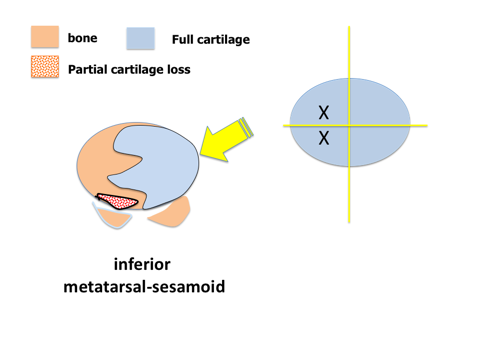 bone
Full cartilage
Partial cartilage loss
X
X
inferior
metatarsal-sesamoid